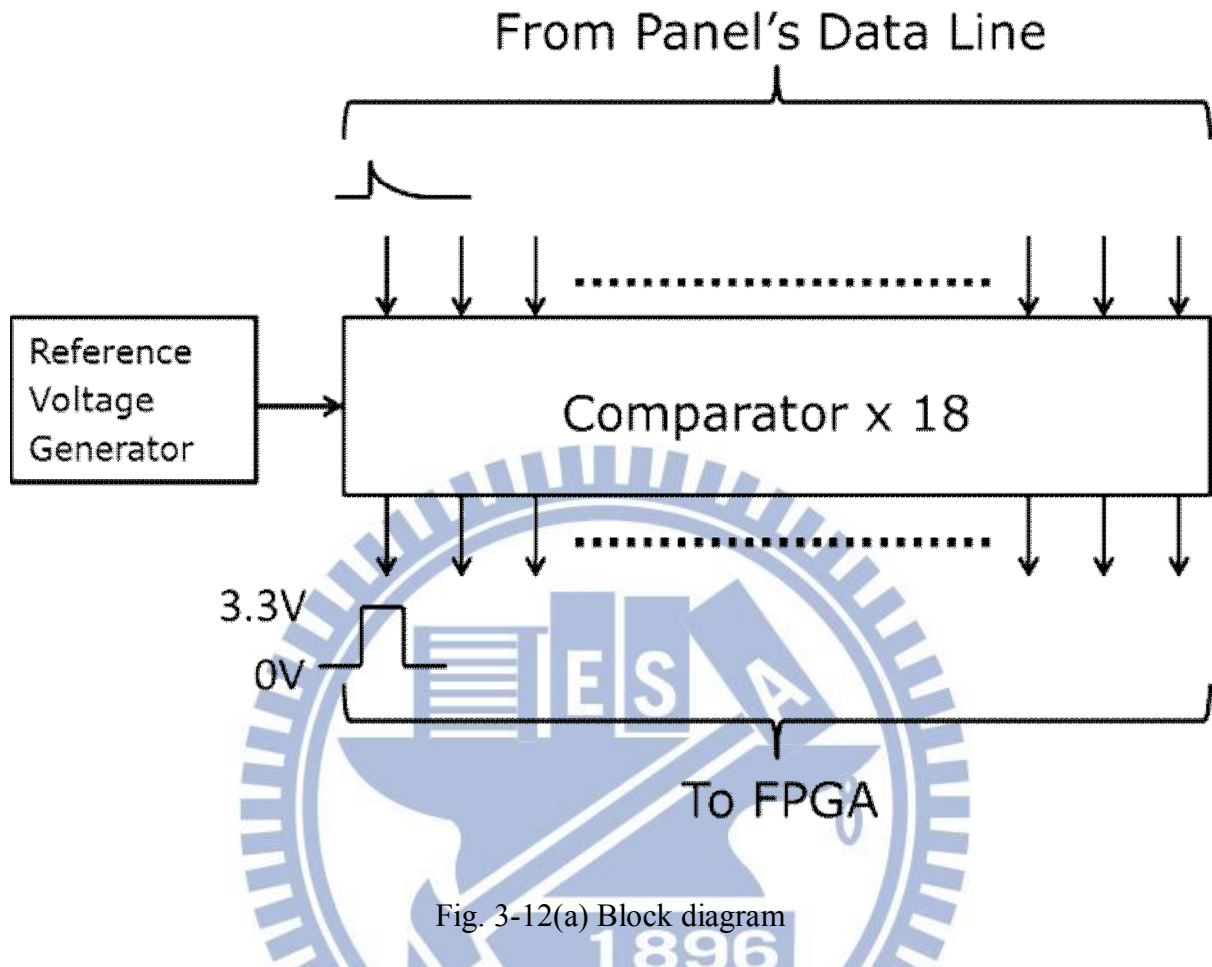 From Panel's Data Line
Reference
Voltage
Generator
Comparator x 18
3.3V
0V
E S A
To FPGA
Fig. 3-12(a) Block diagram
1896